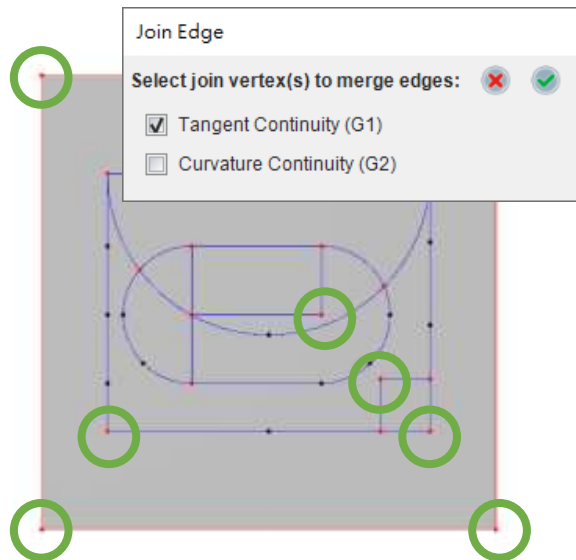 Join Edge
Select join vertex(s) to merge edges:
Tangent Continuity (G1)
Curvature Continuity (G2)